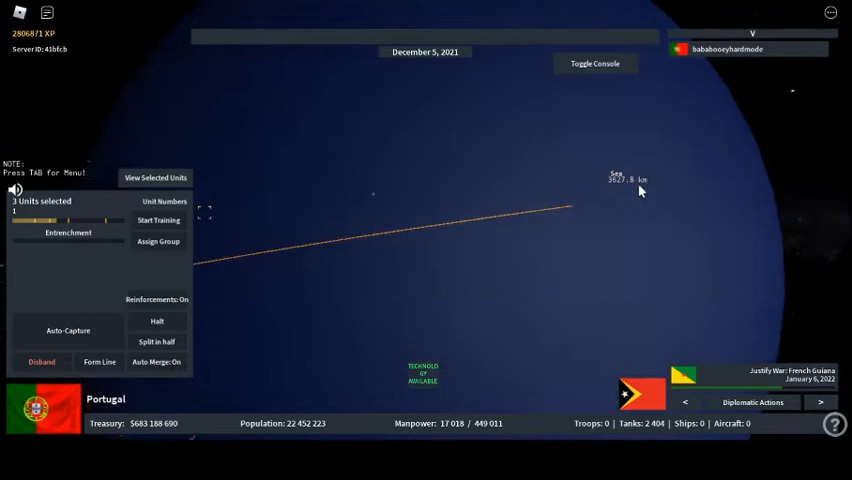 2806871 XP
Server ID: 41bfcb
December 5, 2021
V
bababooeyhardmode
Toggle Console
NOTE:
Press TAB for Menu!
View Selected Units
3 Units selected
Unit Numbers
1
Start Training
Entrenchment
Assign Group
Reinforcements: On
Halt
Auto-Capture
Split in half
Disband
Form Line
Auto Merge: On
Sea
3627.8 km
TECHNOLO
GY
AVAILABLE
Justify War: French Guiana
January 6, 2022
<
Diplomatic Actions
>
Portugal
Treasury: $683 188 690
Population: 22 452 223
Manpower: 17 018 / 449 011
Troops: 0 | Tanks: 2 404 | Ships: 0 | Aircraft: 0
?